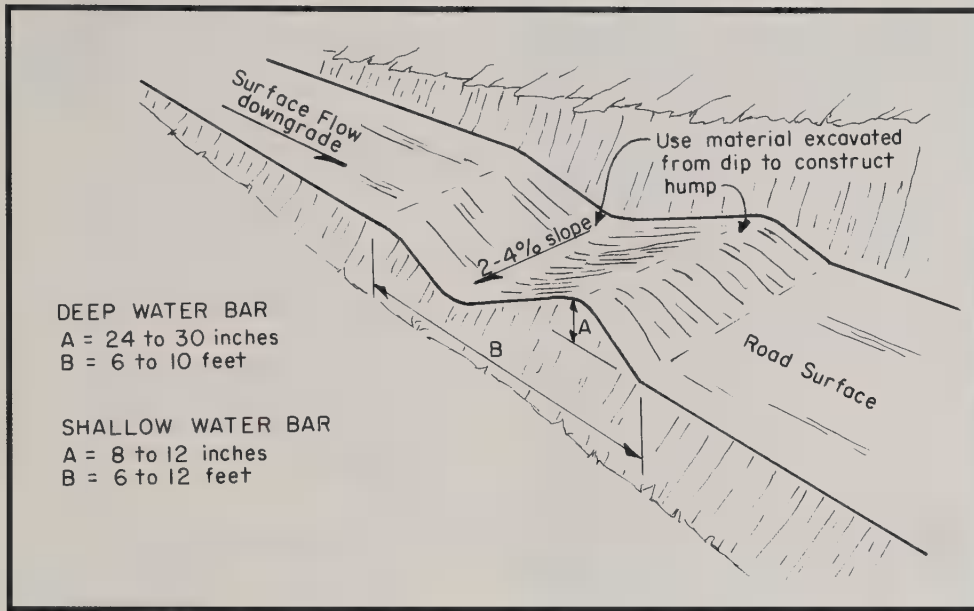 Surface Flow
downgrade
Use material excavated
from dip to construct
hump
2-4% slope
A
B
Road Surface
DEEP WATER BAR
A = 24 to 30 inches
B = 6 to 10 feet
SHALLOW WATER BAR
A = 8 to 12 inches
B = 6 to 12 feet